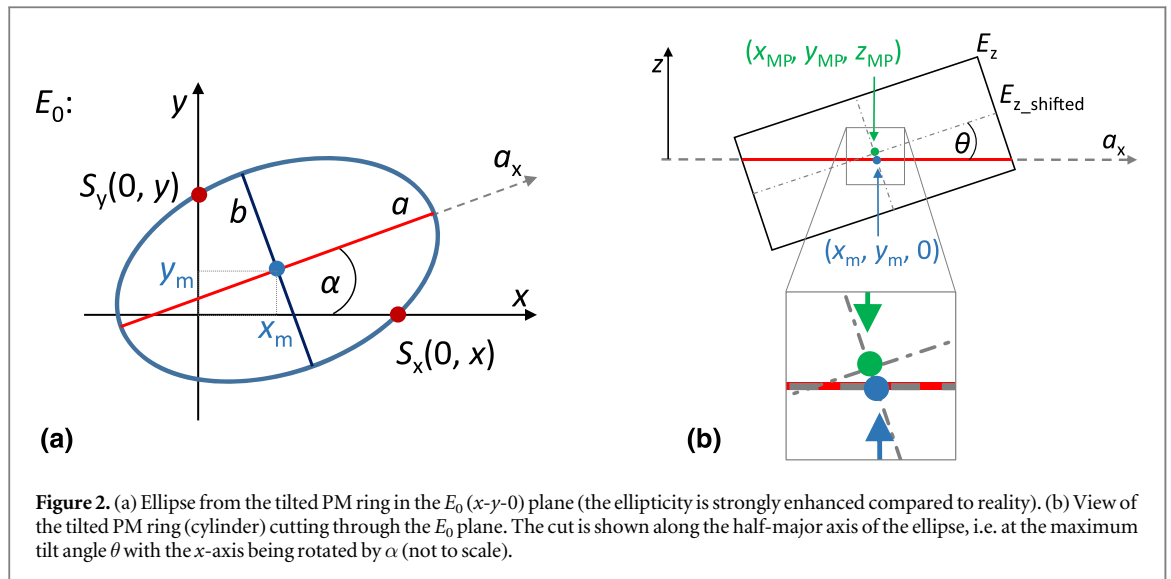 E0:
y
Sy(0, y)
b
a
ax
ym
α
x
xm
Sx(0, x)
(a)
z
(xMP, yMP, zMP)
Ez
Ez_shifted
θ
ax
(xm, ym, 0)
(b)
Figure 2. (a) Ellipse from the tilted PM ring in the E0 (x-y-0) plane (the ellipticity is strongly enhanced compared to reality). (b) View of
the tilted PM ring (cylinder) cutting through the E0 plane. The cut is shown along the half-major axis of the ellipse, i.e. at the maximum
tilt angle θ with the x-axis being rotated by α (not to scale).